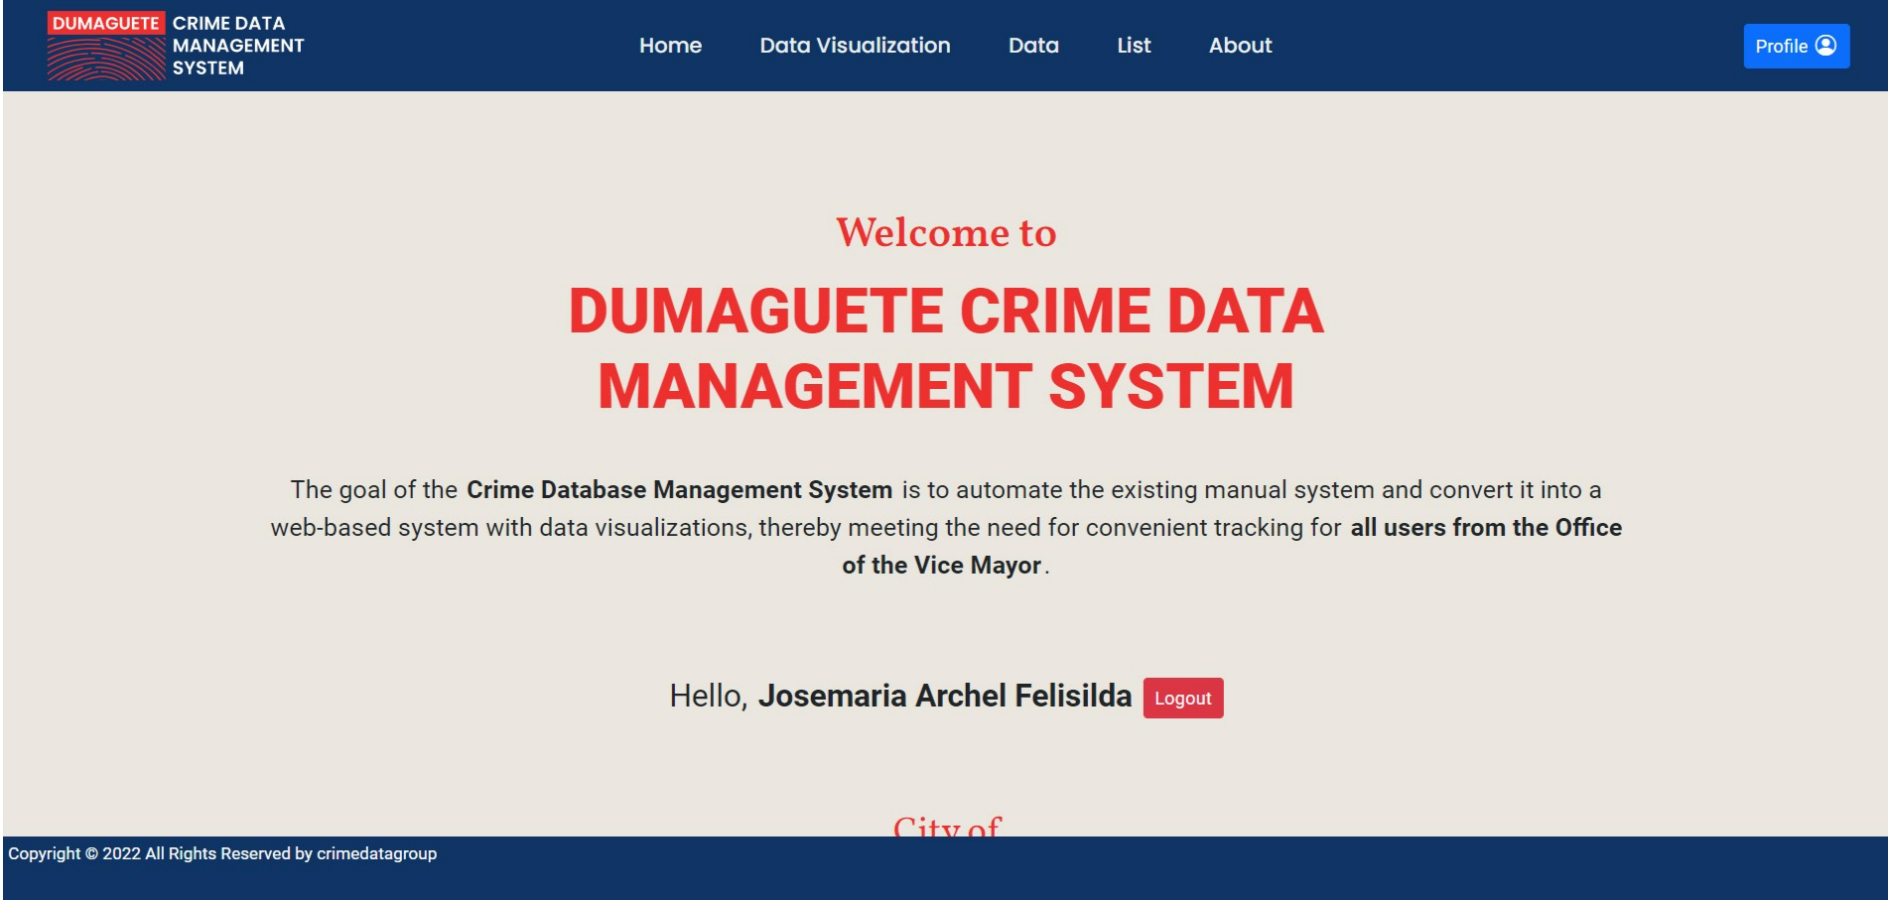 DUMAGUETE CRIME DATA
MANAGEMENT
SYSTEM
Home Data Visualization Data List About
Profile
Welcome to
DUMAGUETE CRIME DATA
MANAGEMENT SYSTEM
The goal of the Crime Database Management System is to automate the existing manual system and convert it into a
web-based system with data visualizations, thereby meeting the need for convenient tracking for all users from the Office
of the Vice Mayor.
Hello, Josemaria Archel Felisilda Logout
City of
Copyright © 2022 All Rights Reserved by crimedatagroup